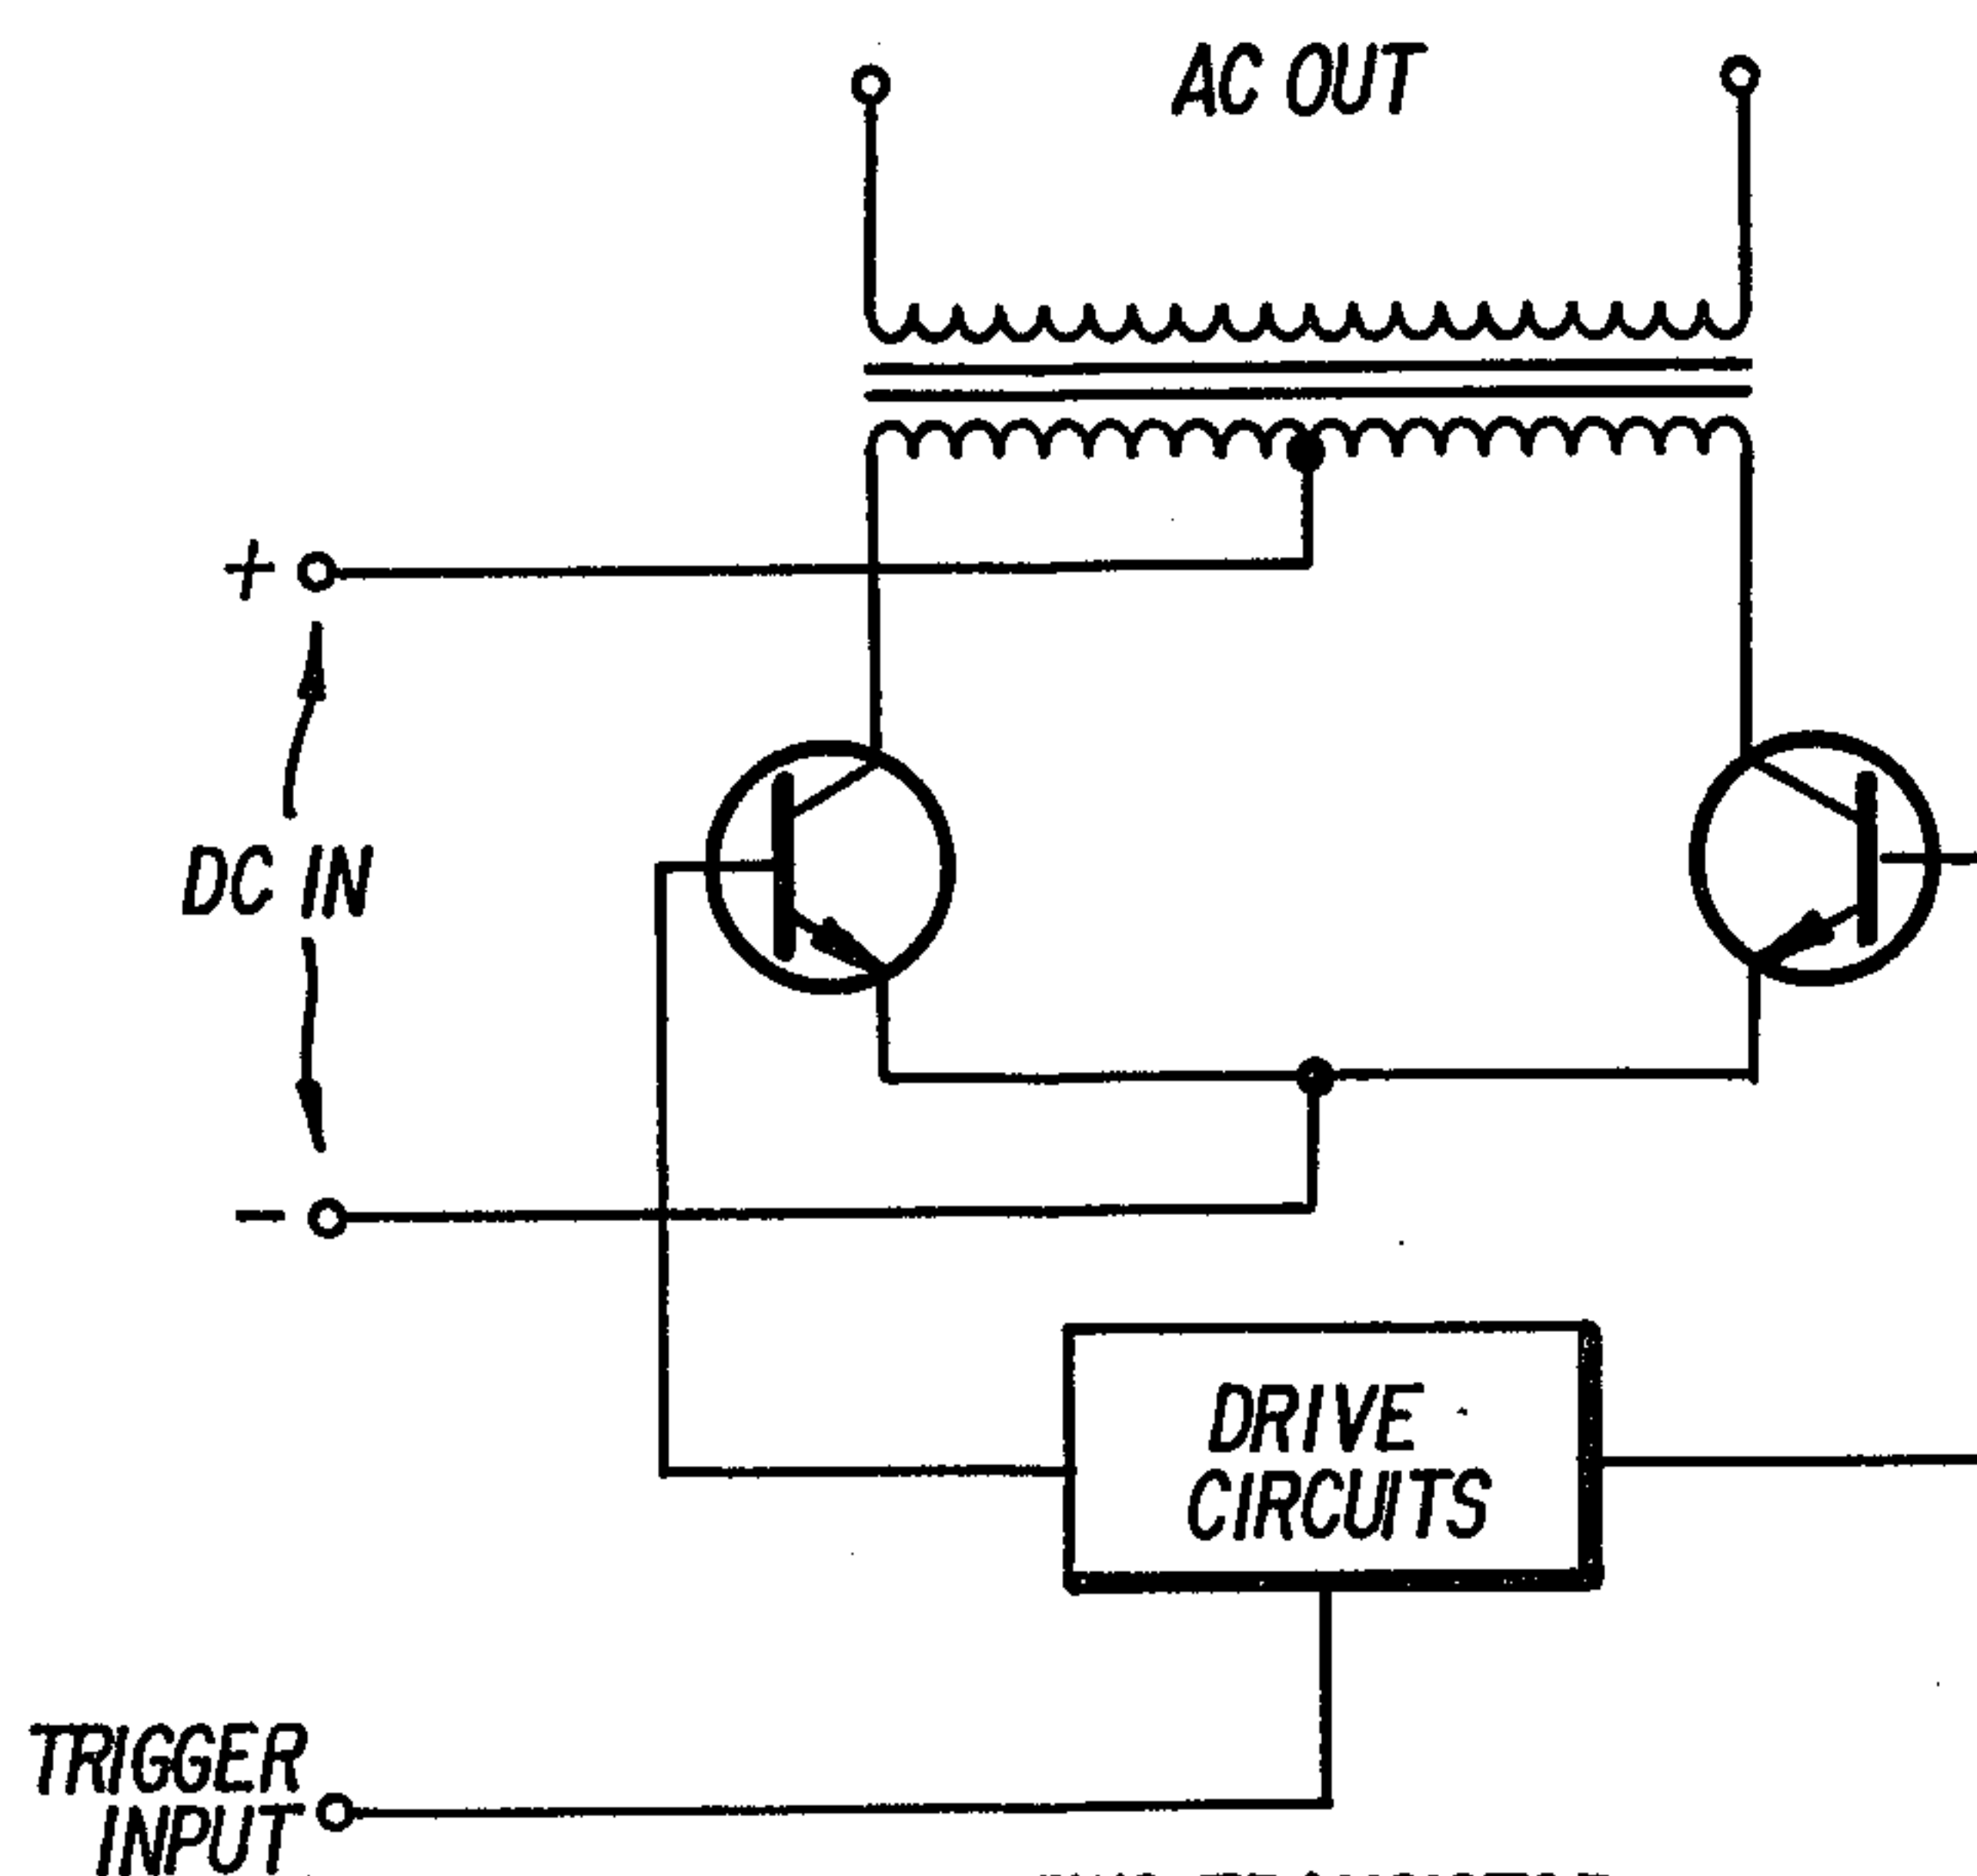 AC OUT
+
DC IN
−
DRIVE
CIRCUITS
TRIGGER
INPUT